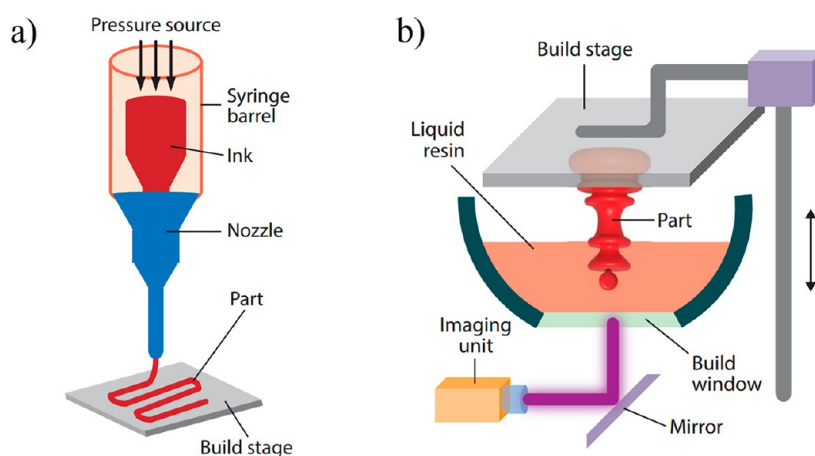 a)
Pressure source
Syringe
barrel
Ink
Nozzle
Part
Build stage
b)
Build stage
Liquid
resin
Part
Imaging
unit
Build
window
Mirror